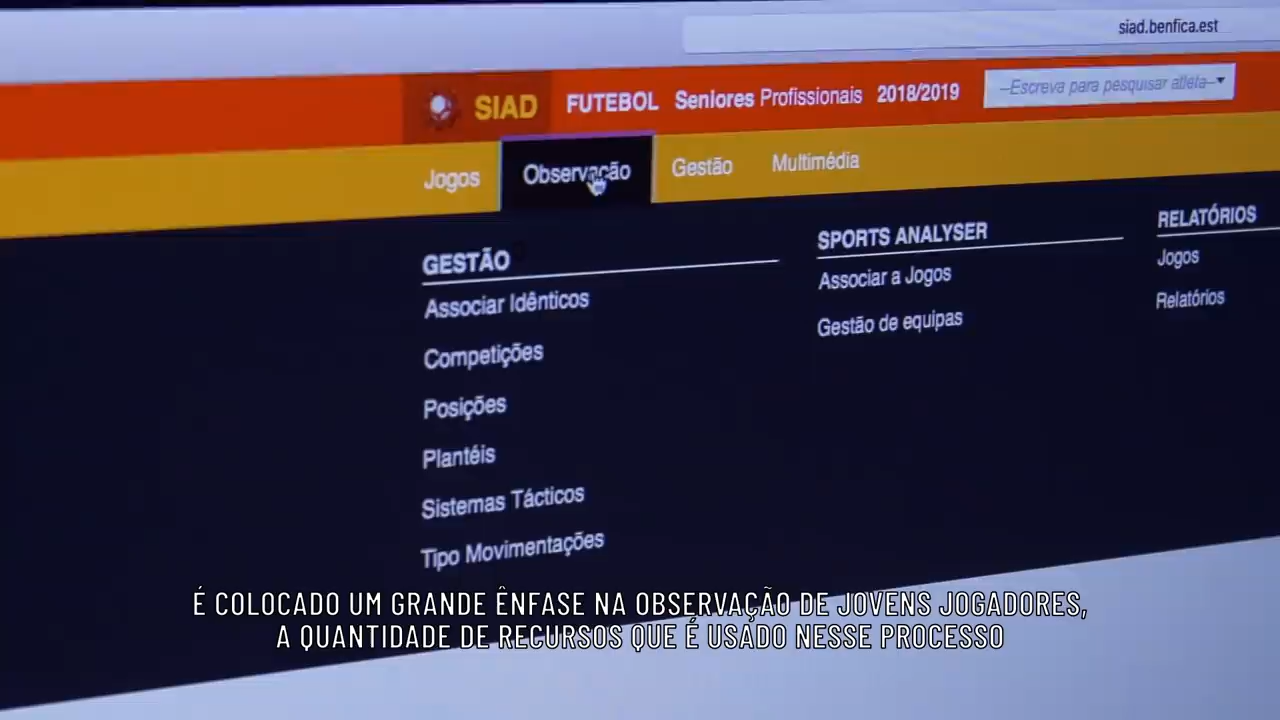 siad.benfica.est
SIAD FUTEBOL Seniores Profissionais 2018/2019 --Escreva para pesquisar atleta--
Jogos Observação Gestão Multimédia
GESTÃO
Associar Idênticos
Competições
Posições
Plantéis
Sistemas Tácticos
Tipo Movimentações
SPORTS ANALYSER
Associar a Jogos
Gestão de equipas
RELATÓRIOS
Jogos
Relatórios
É COLOCADO UM GRANDE ÊNFASE NA OBSERVAÇÃO DE JOVENS JOGADORES,
A QUANTIDADE DE RECURSOS QUE É USADO NESSE PROCESSO